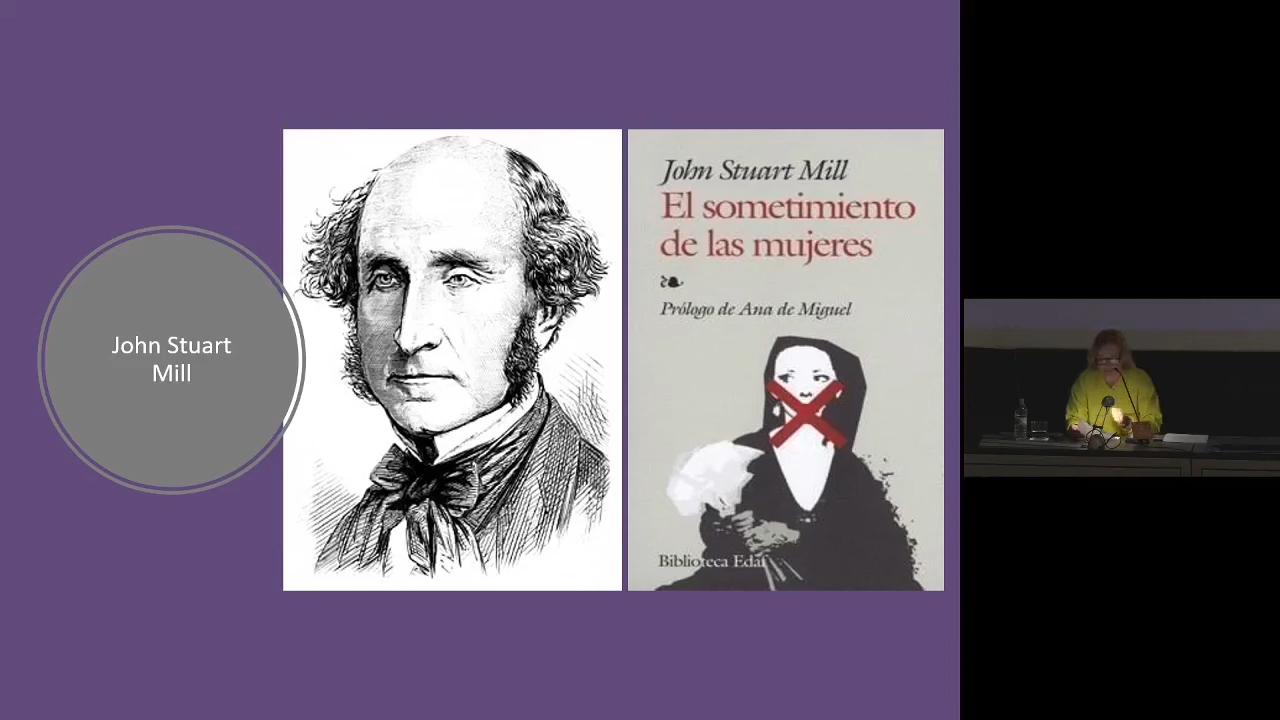 John Stuart
Mill
John Stuart Mill
El sometimiento
de las mujeres
Prólogo de Ana de Miguel
Biblioteca Edaf